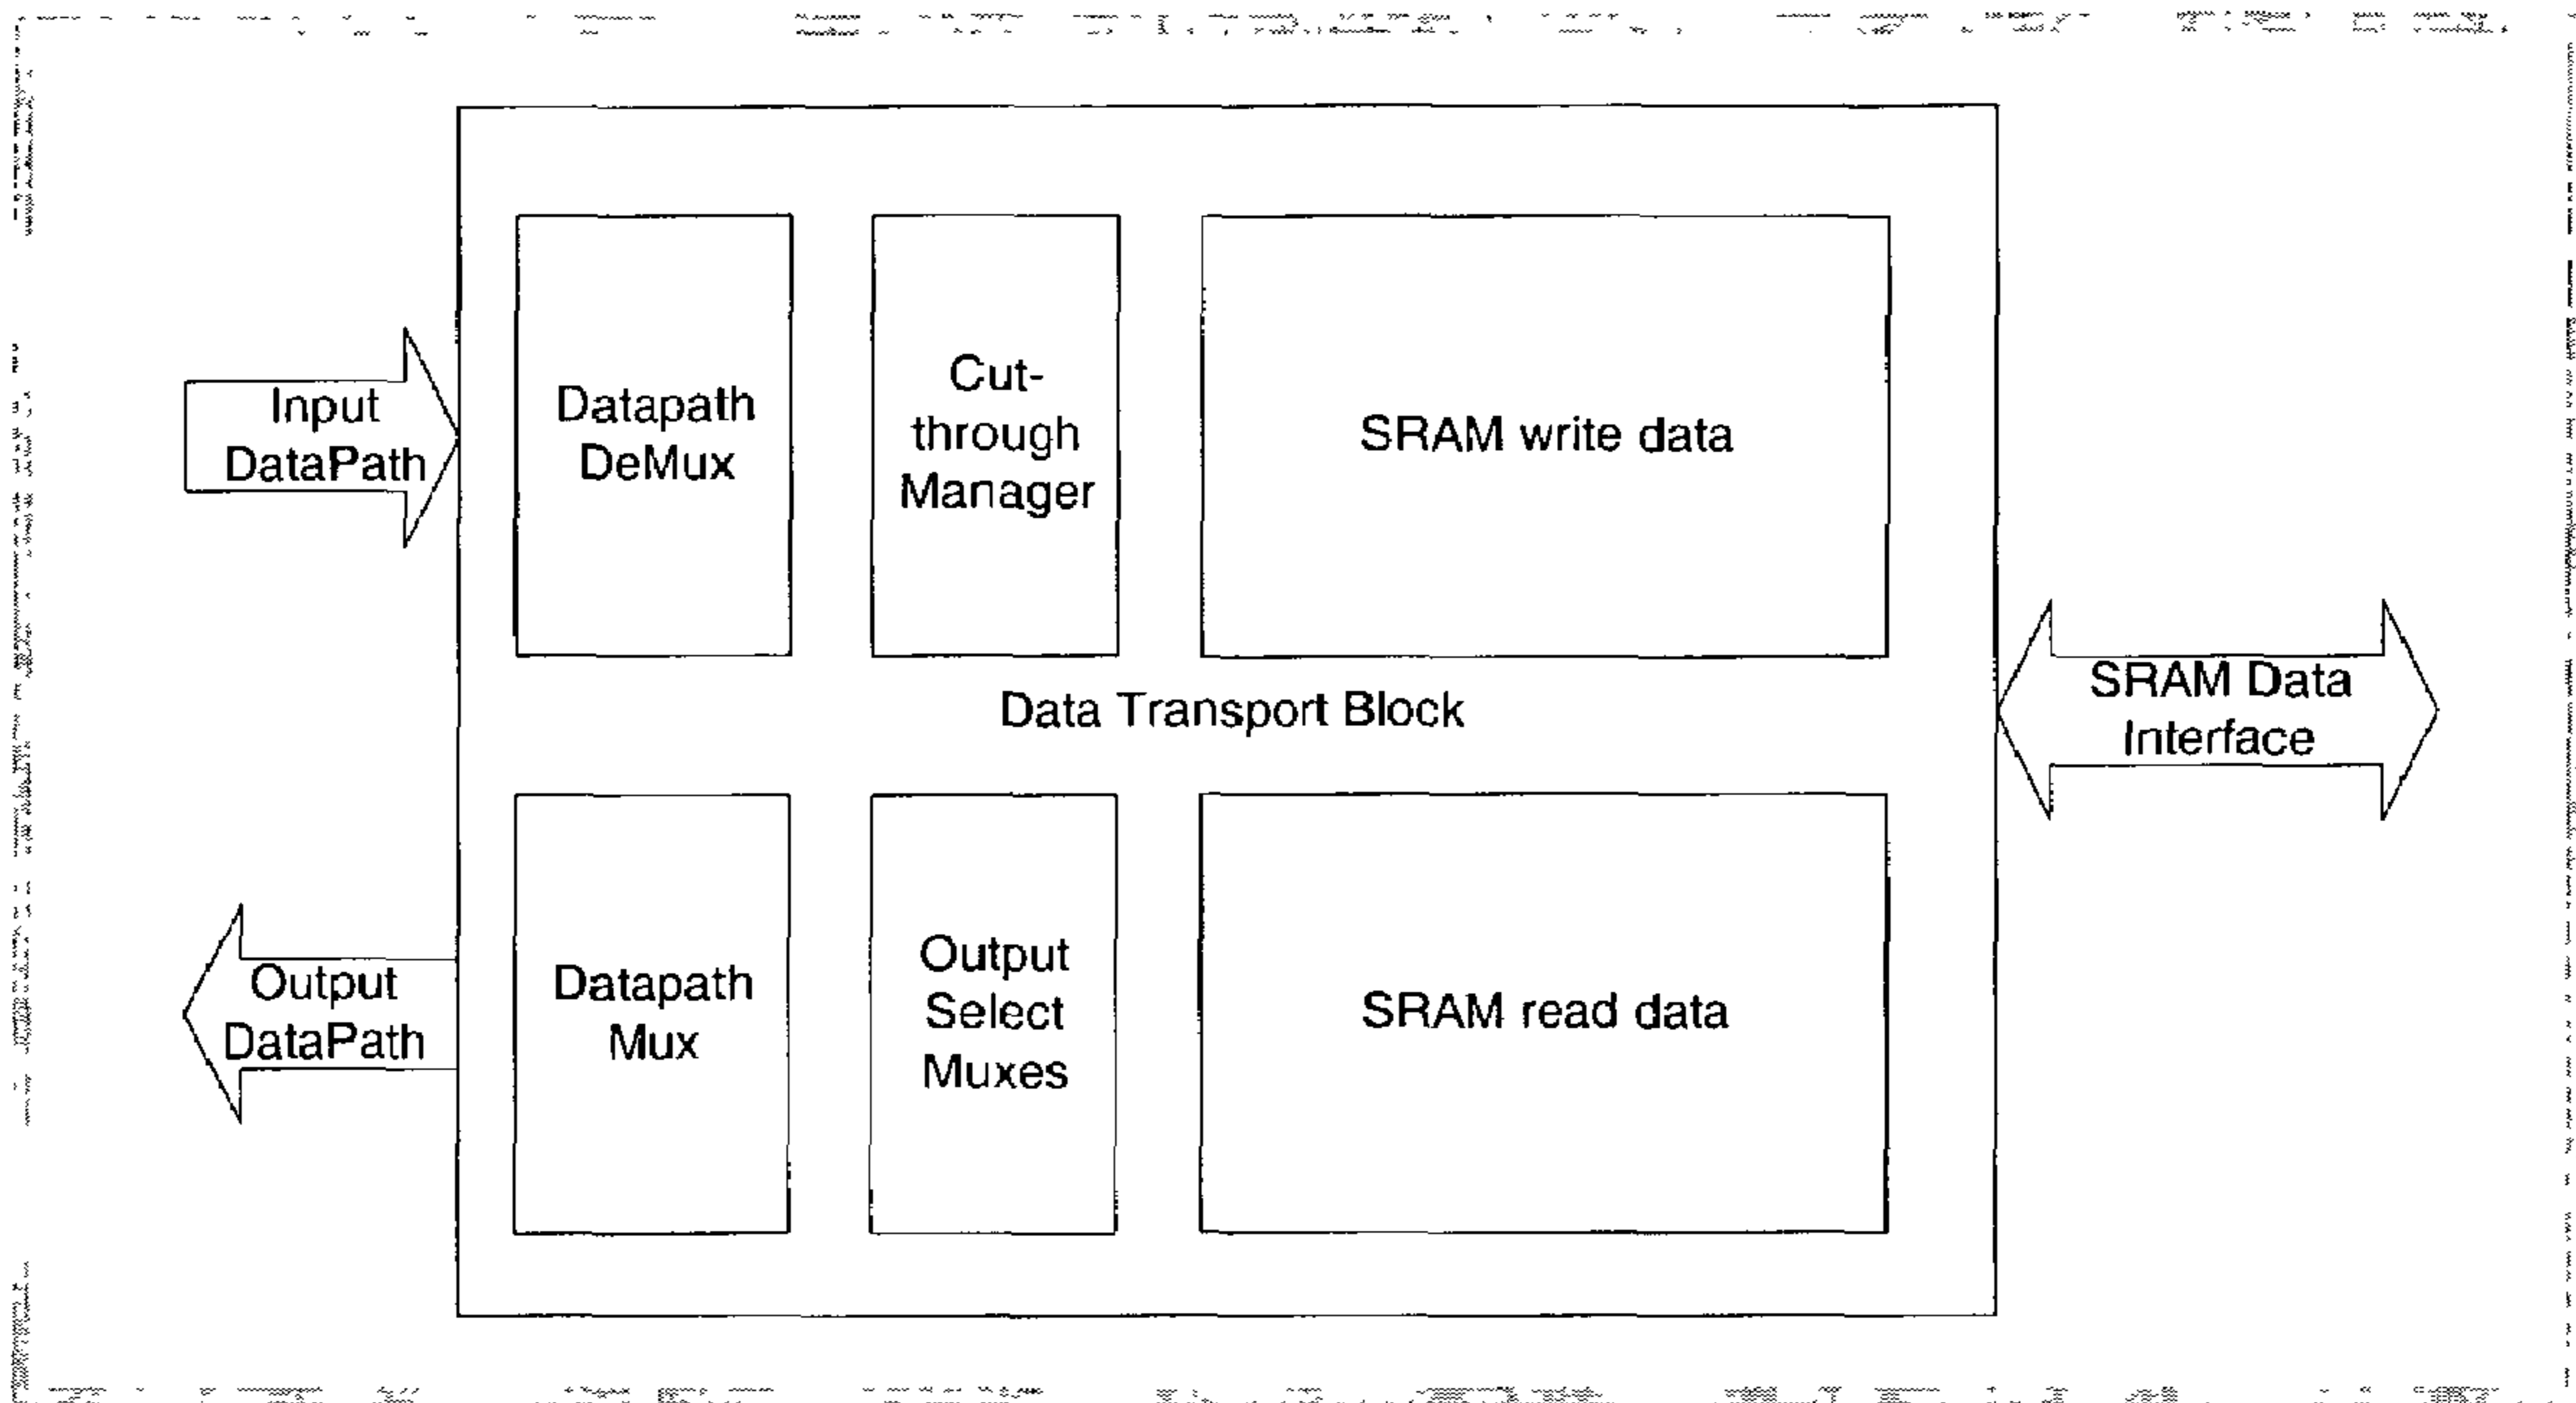 Input
DataPath
Datapath
DeMux
Cut-
through
Manager
SRAM write data
Data Transport Block
SRAM Data
Interface
Output
DataPath
Datapath
Mux
Output
Select
Muxes
SRAM read data